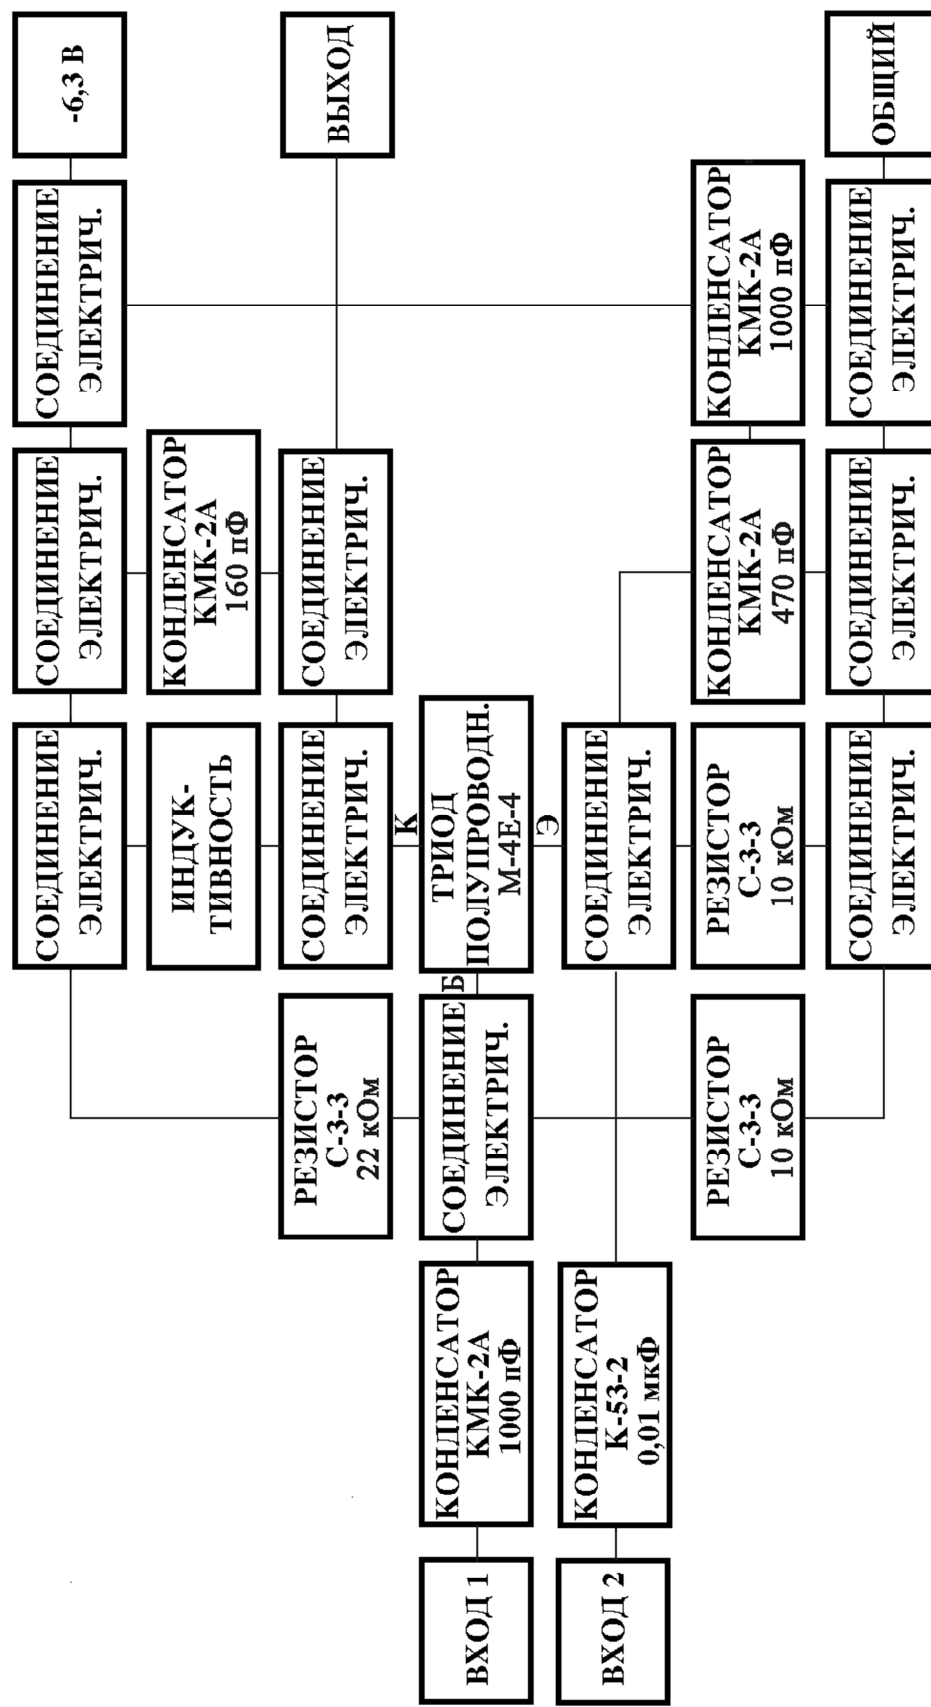 СОЕДИНЕНИЕ
ЭЛЕКТРИЧ.
СОЕДИНЕНИЕ
ЭЛЕКТРИЧ.
СОЕДИНЕНИЕ
ЭЛЕКТРИЧ.
-6,3 В
ИНДУК-
ТИВНОСТЬ
КОНДЕНСАТОР
КМК-2А
160 пФ
РЕЗИСТОР
С-3-3
22 кОм
СОЕДИНЕНИЕ
ЭЛЕКТРИЧ.
СОЕДИНЕНИЕ
ЭЛЕКТРИЧ.
ВЫХОД
К
ВХОД 1
КОНДЕНСАТОР
КМК-2А
1000 пФ
СОЕДИНЕНИЕ
ЭЛЕКТРИЧ.
Б
ТРИОД
ПОЛУПРОВОДН.
М-4Е-4
Э
ВХОД 2
КОНДЕНСАТОР
К-53-2
0,01 мкФ
СОЕДИНЕНИЕ
ЭЛЕКТРИЧ.
РЕЗИСТОР
С-3-3
10 кОм
РЕЗИСТОР
С-3-3
10 кОм
КОНДЕНСАТОР
КМК-2А
470 пФ
КОНДЕНСАТОР
КМК-2А
1000 пФ
СОЕДИНЕНИЕ
ЭЛЕКТРИЧ.
СОЕДИНЕНИЕ
ЭЛЕКТРИЧ.
СОЕДИНЕНИЕ
ЭЛЕКТРИЧ.
ОБЩИЙ